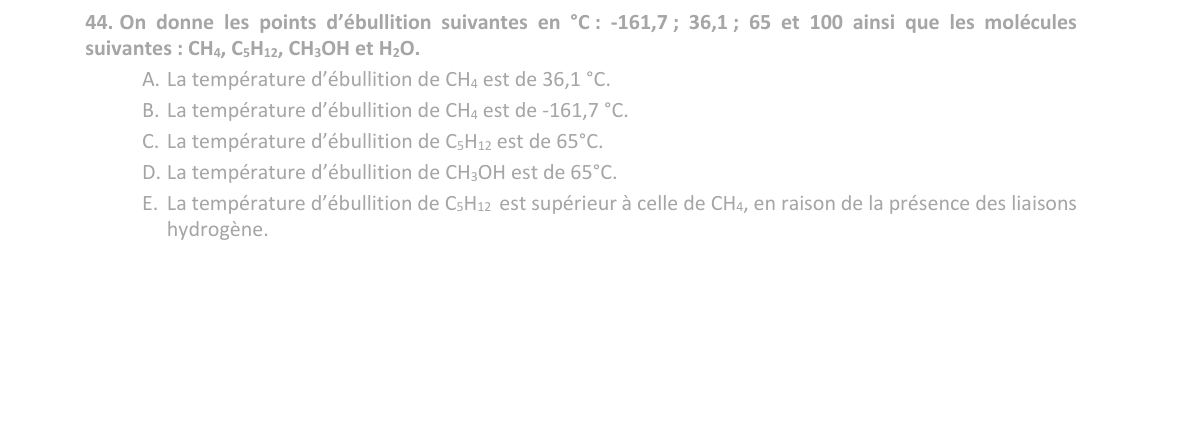 44. On donne les points d’ébullition suivantes en °C : -161,7 ; 36,1 ; 65 et 100 ainsi que les molécules
suivantes : CH₄, C₅H₁₂, CH₃OH et H₂O.
A. La température d’ébullition de CH₄ est de 36,1 °C.
B. La température d’ébullition de CH₄ est de -161,7 °C.
C. La température d’ébullition de C₅H₁₂ est de 65°C.
D. La température d’ébullition de CH₃OH est de 65°C.
E. La température d’ébullition de C₅H₁₂ est supérieur à celle de CH₄, en raison de la présence des liaisons
hydrogène.